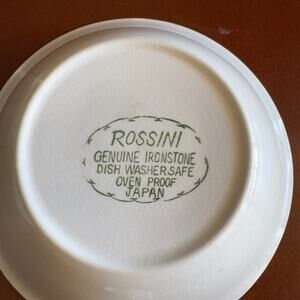 ROSSINI
GENUINE IRONSTONE
DISH WASHER SAFE
OVEN PROOF
JAPAN